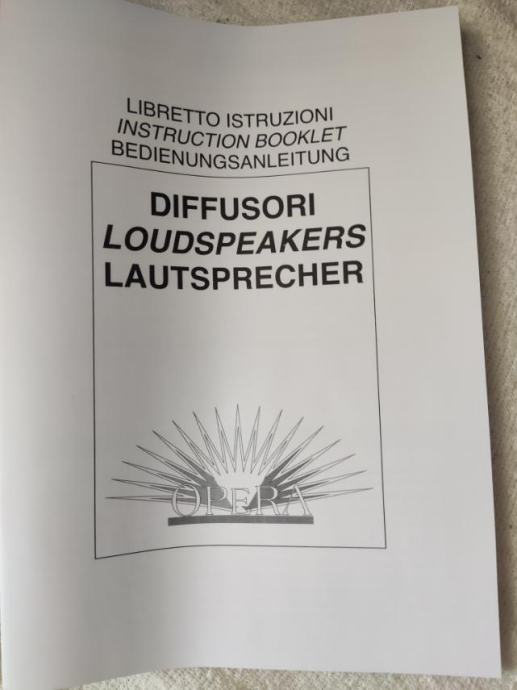 LIBRETTO ISTRUZIONI
INSTRUCTION BOOKLET
BEDIENUNGSANLEITUNG
DIFFUSORI
LOUDSPEAKERS
LAUTSPRECHER
OPERA